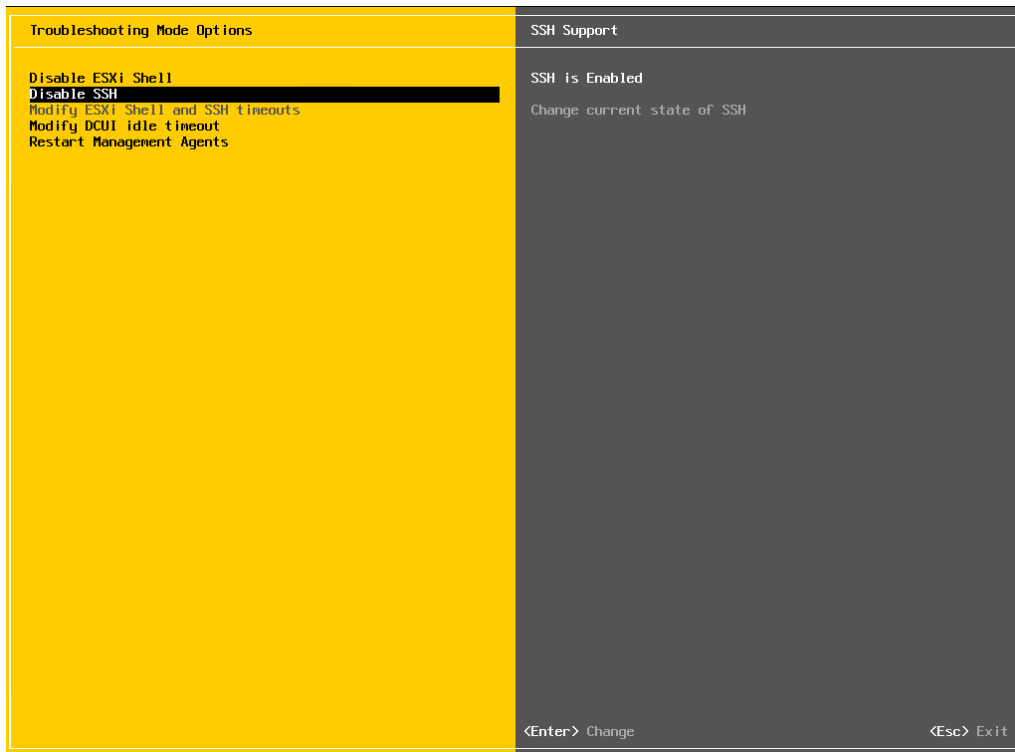 Troubleshooting Mode Options
SSH Support
Disable ESXi Shell
Disable SSH
Modify ESXi Shell and SSH timeouts
Modify DCUI idle timeout
Restart Management Agents
SSH is Enabled
Change current state of SSH
<Enter> Change
<Esc> Exit